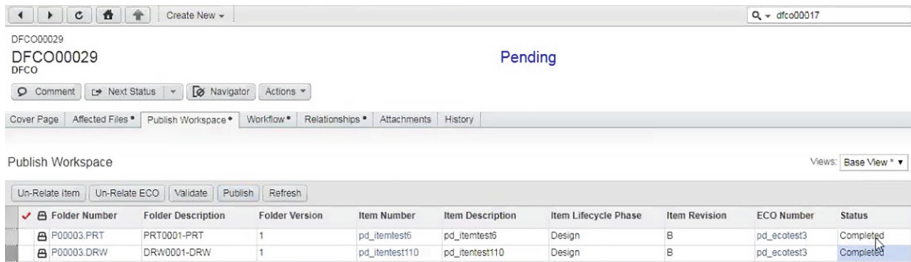 Create New
dfco00017
DFCO00029
DFCO00029
Pending
DFCO
Comment Next Status Navigator Actions
Cover Page Affected Files • Publish Workspace • Workflow • Relationships • Attachments History
Publish Workspace
Views: Base View *
Un-Relate Item Un-Relate ECO Validate Publish Refresh
Folder Number Folder Description Folder Version Item Number Item Description Item Lifecycle Phase Item Revision ECO Number Status
P00003.PRT PRT0001-PRT 1 pd_itemtest6 pd_itemtest6 Design B pd_ecotest3 Completed
P00003.DRW DRW0001-DRW 1 pd_itentest110 pd_itentest110 Design B pd_ecotest3 Completed